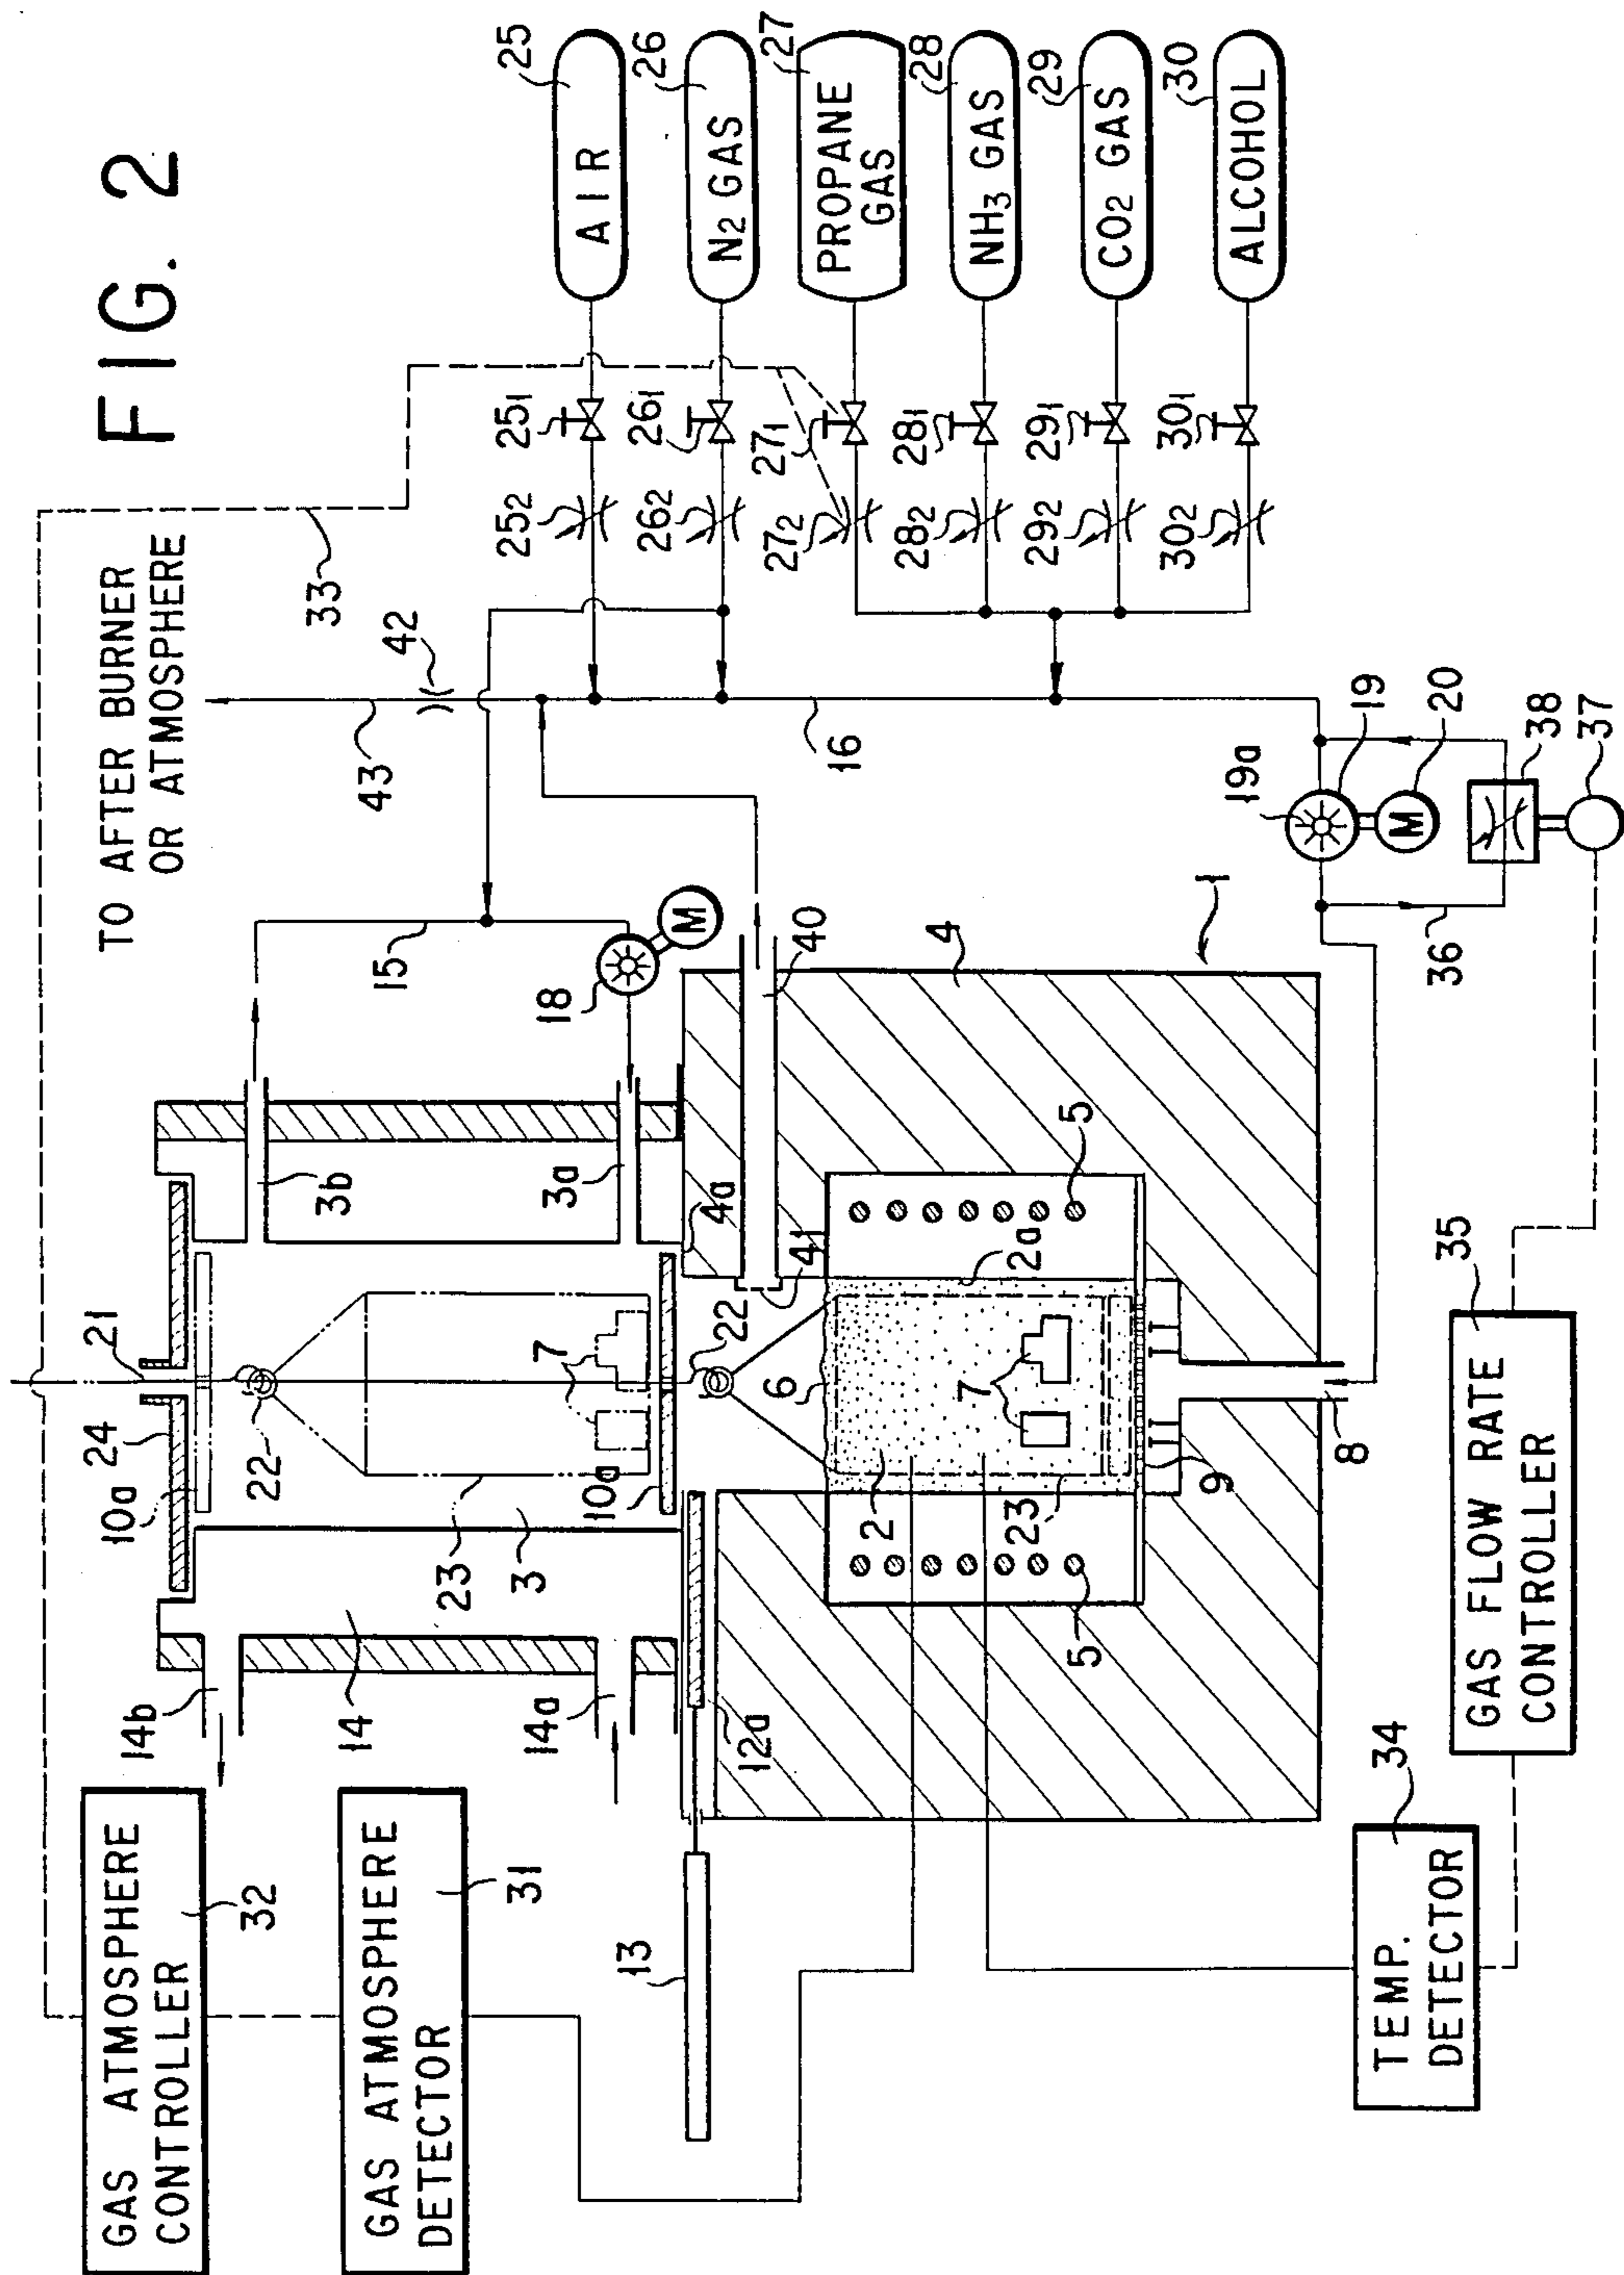 FIG. 2
TO AFTER BURNER
OR ATMOSPHERE
GAS ATMOSPHERE
CONTROLLER
32
GAS ATMOSPHERE
DETECTOR
31
33
42
43
16
15
18
M
14b
14
14a
24
10a
22
21
23
3
3b
3a
7
10a
4a
12a
13
22
41
40
4
1
6
2
2a
7
23
5
5
9
8
AIR
25
25₁
25₂
N₂ GAS
26
26₁
26₂
PROPANE
GAS
27
27₁
27₂
NH₃ GAS
28
28₁
28₂
CO₂ GAS
29
29₁
29₂
ALCOHOL
30
30₁
30₂
19a
19
M
20
36
38
37
TEMP.
DETECTOR
34
GAS FLOW RATE
CONTROLLER
35